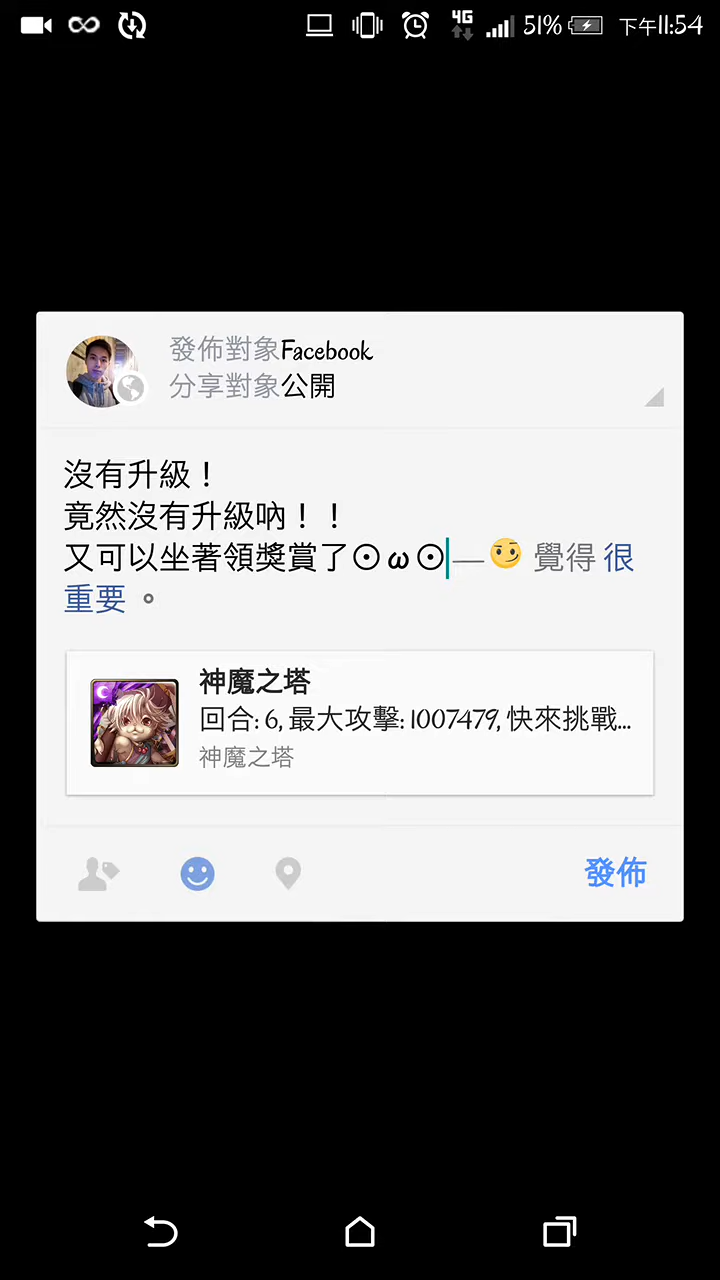 4G 51% 下午11:54
發佈對象Facebook
分享對象公開
沒有升級！
竟然沒有升級吶！！
又可以坐著領獎賞了⊙ω⊙—😏 覺得 很
重要 。
神魔之塔
回合: 6, 最大攻擊: 1007479, 快來挑戰...
神魔之塔
發佈